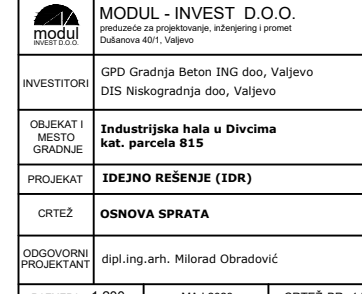 modul
INVEST D.O.O.
MODUL - INVEST D.O.O.
preduzeće za projektovanje, inženjering i promet
Dušanova 40/1, Valjevo
INVESTITORI
GPD Gradnja Beton ING doo, Valjevo
DIS Niskogradnja doo, Valjevo
OBJEKAT I
MESTO
GRADNJE
Industrijska hala u Divcima
kat. parcela 815
PROJEKAT
IDEJNO REŠENJE (IDR)
CRTEŽ
OSNOVA SPRATA
ODGOVORNI
PROJEKTANT
dipl.ing.arh. Milorad Obradović